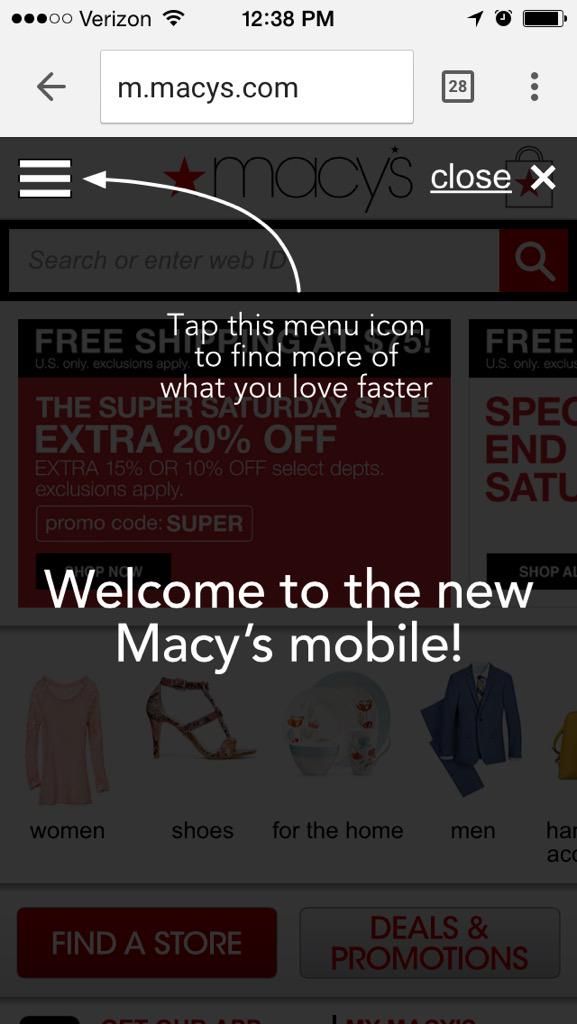 Verizon 12:38 PM
m.macys.com 28
macy's close
Search or enter web ID
Tap this menu icon
to find more of
what you love faster
FREE SHIPPING AT $75!
U.S. only. exclusions apply.
THE SUPER SATURDAY SALE
EXTRA 20% OFF
EXTRA 15% OR 10% OFF select depts.
exclusions apply.
promo code: SUPER
SHOP NOW
FREE
U.S. only. ex
SPEC
END
SATU
SHOP AL
Welcome to the new
Macy's mobile!
women shoes for the home men har
acc
FIND A STORE
DEALS &
PROMOTIONS
GET OUR APP MY MACY'S